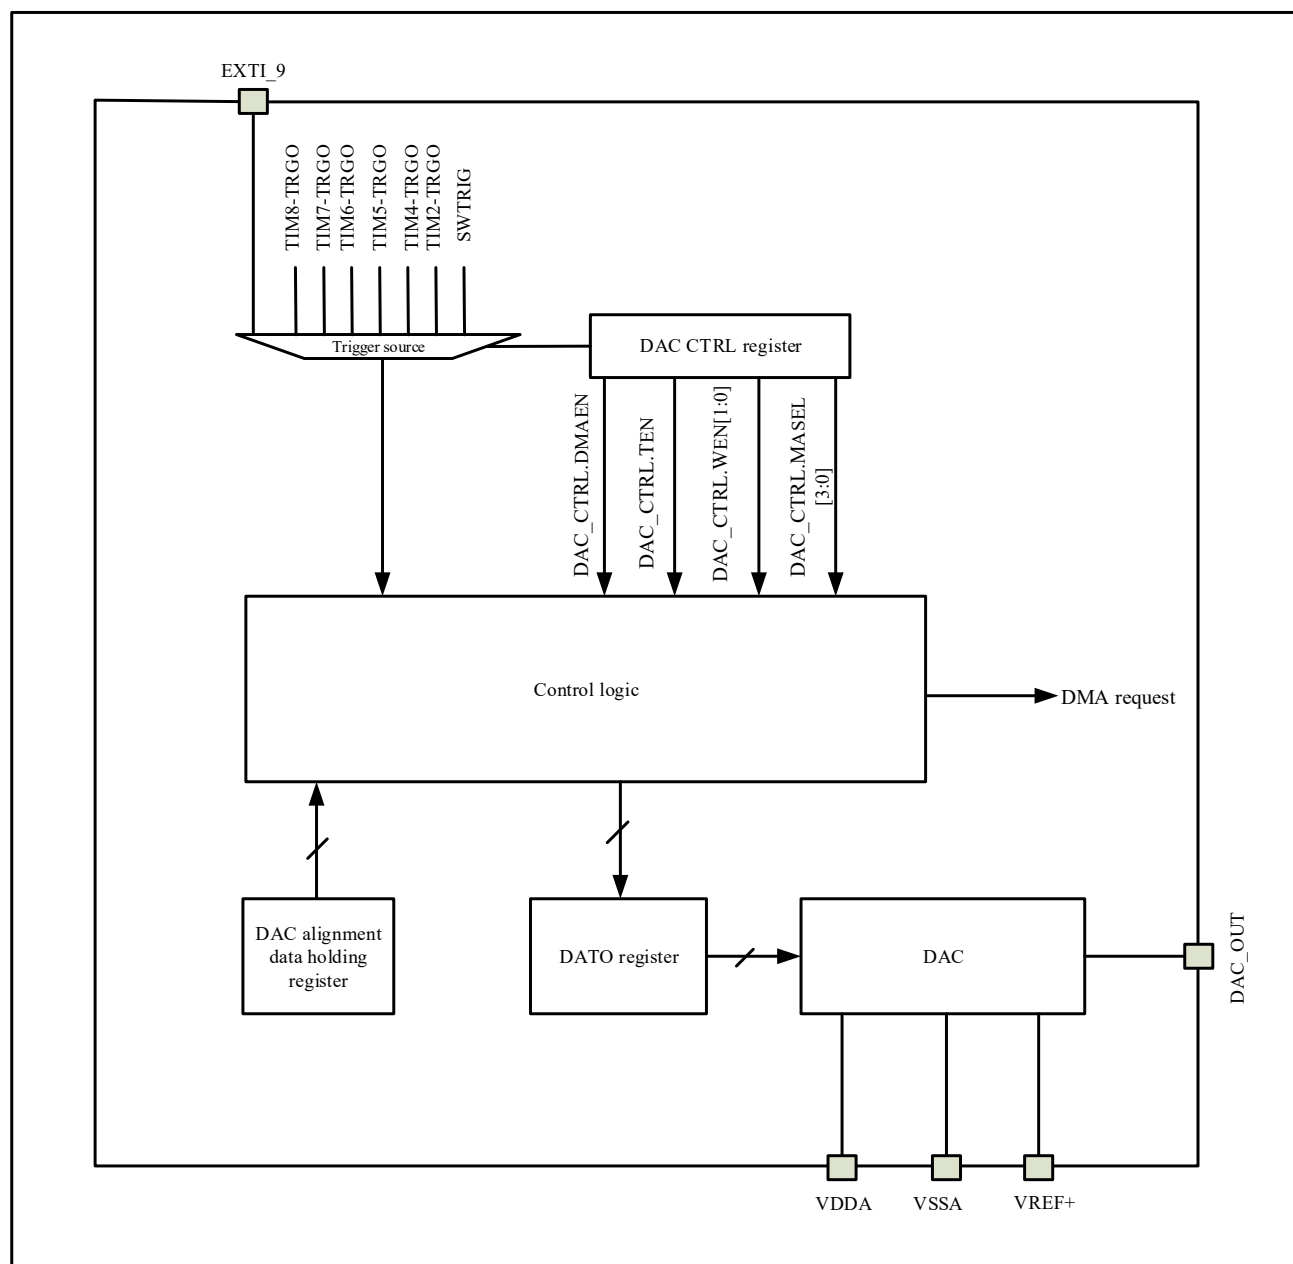 EXTI_9
TIM8-TRGO
TIM7-TRGO
TIM6-TRGO
TIM5-TRGO
TIM4-TRGO
TIM2-TRGO
SWTRIG
Trigger source
DAC CTRL register
DAC_CTRL.DMAEN
DAC_CTRL.TEN
DAC_CTRL.WEN[1:0]
DAC_CTRL.MASEL
[3:0]
Control logic
DMA request
DAC alignment
data holding
register
DATO register
DAC
DAC_OUT
VDDA
VSSA
VREF+